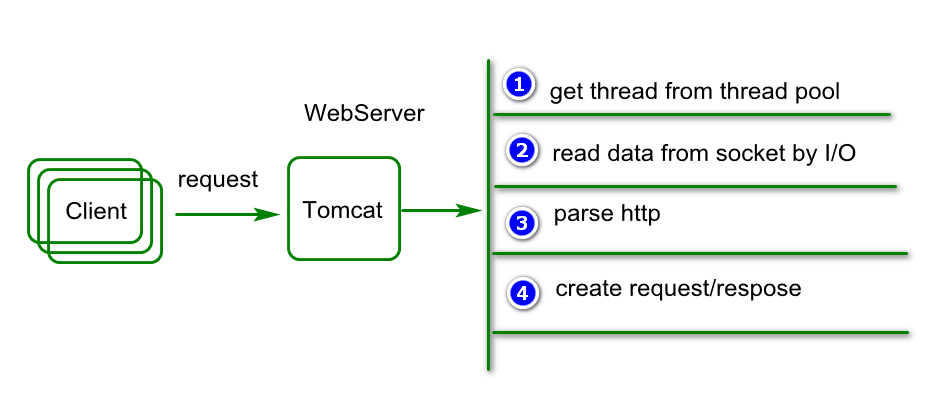 WebServer
Client
request
Tomcat
1 get thread from thread pool
2 read data from socket by I/O
3 parse http
4 create request/respose